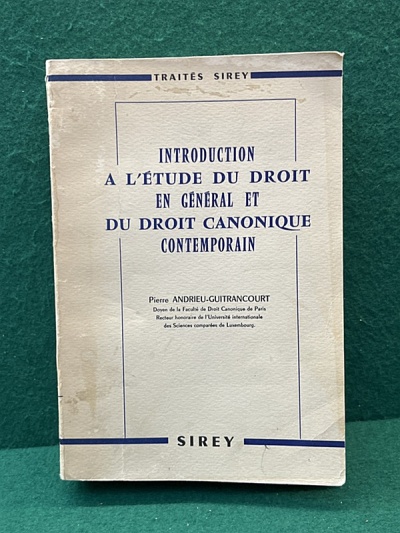 TRAITÉS SIREY
INTRODUCTION
A L'ÉTUDE DU DROIT
EN GÉNÉRAL ET
DU DROIT CANONIQUE
CONTEMPORAIN
Pierre ANDRIEU-GUITRANCOURT
Doyen de la Faculté de Droit Canonique de Paris
Recteur honoraire de l'Université internationale
des Sciences comparées de Luxembourg.
SIREY